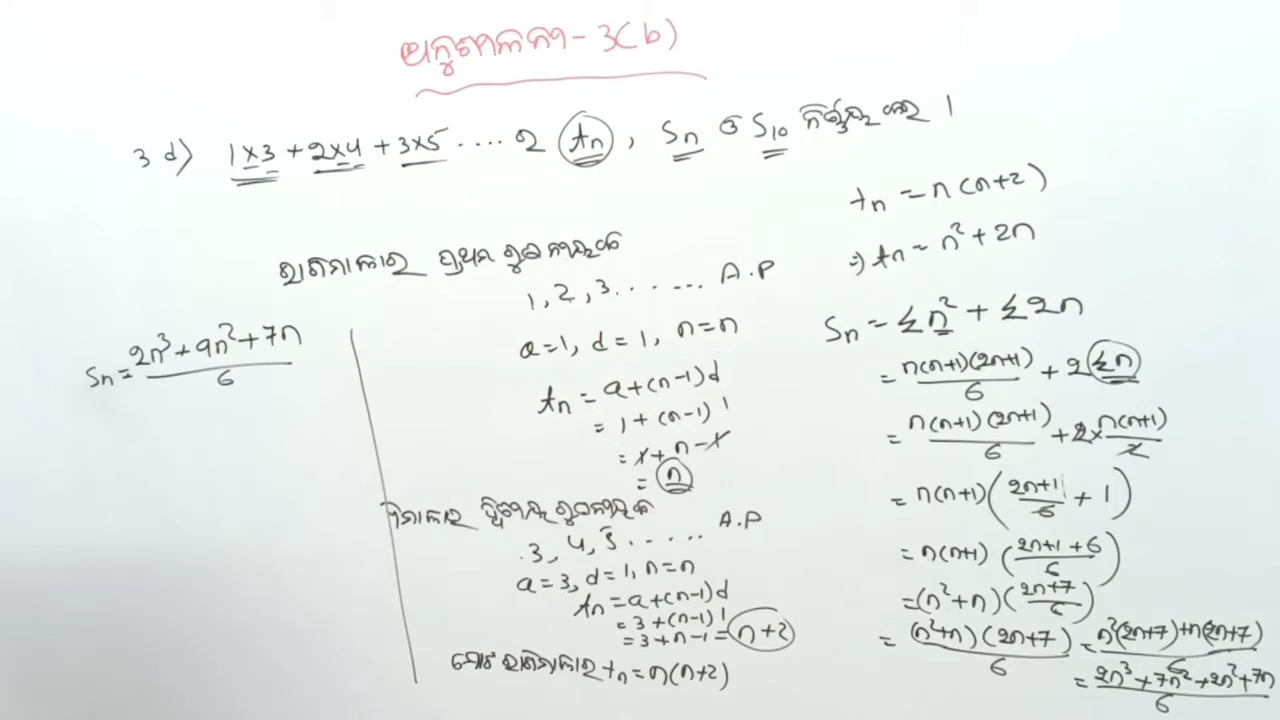 ଅନୁଶୀଳନୀ - 3(b)
3 d) 1×3 + 2×4 + 3×5 .... ର tn , Sn ଓ S10 ନିର୍ଣ୍ଣୟ କର ।
ରାଶିମାଳାର ପ୍ରଥମ ଗୁଣନୀୟକ
1, 2, 3. . . . ... A.P
a=1, d=1, n=n
tn = a+(n-1)d
= 1+(n-1) 1
= 1+n-1
= n
ଦ୍ୱିତୀୟ ଗୁଣନୀୟକ
.3, 4, 5. . . . . . A.P
a=3, d=1, n=n
tn = a+(n-1)d
= 3+(n-1) 1
= 3+n-1 = n+2
ରାଶିମାଳାର tn = n(n+2)
Sn = 2n³+9n²+7n / 6
tn = n(n+2)
⇒ tn = n²+2n
Sn = Σn² + Σ2n
= n(n+1)(2n+1) / 6 + 2Σn
= n(n+1)(2n+1) / 6 + 2× n(n+1) / 2
= n(n+1) ( 2n+1 / 6 + 1 )
= n(n+1) ( 2n+1+6 / 6 )
= (n²+n) ( 2n+7 / 6 )
= (n²+n)(2n+7) / 6 = n²(2n+7)+n(2n+7) / 6
= 2n³+7n²+2n²+7n / 6